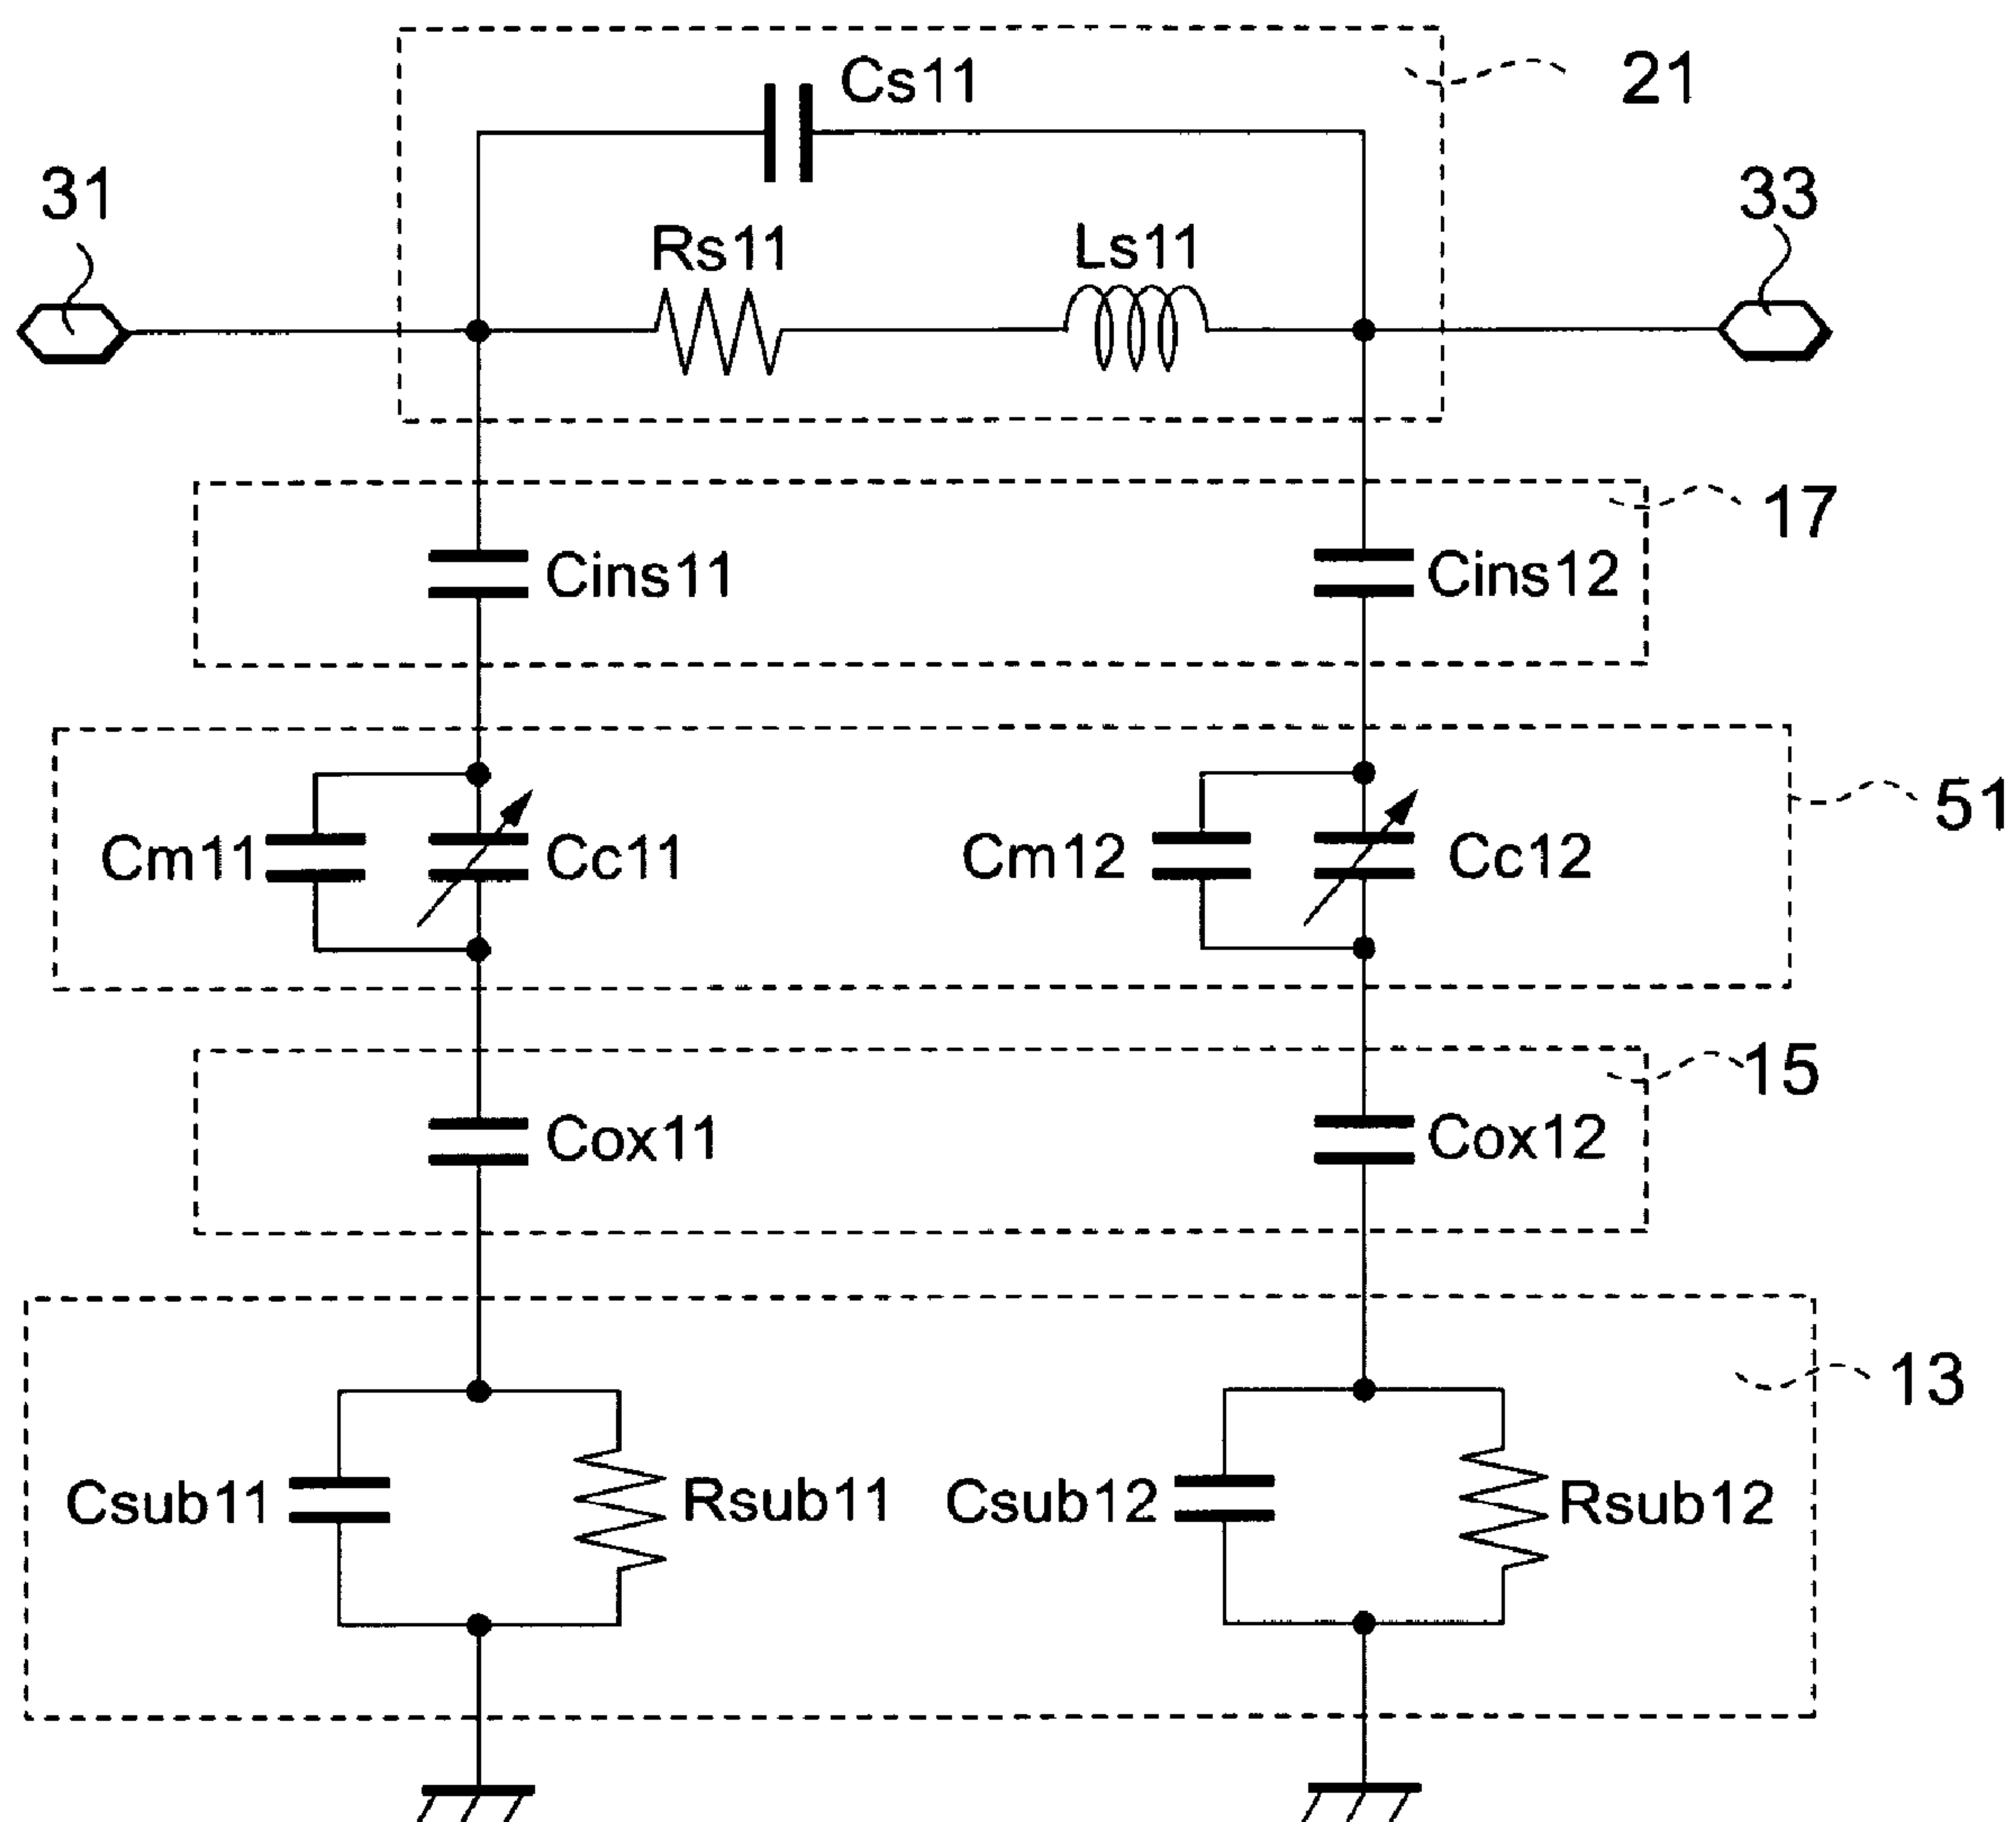 Cs11
21
31
33
Rs11
Ls11
17
Cins11
Cins12
51
Cm11
Cc11
Cm12
Cc12
15
Cox11
Cox12
13
Csub11
Rsub11
Csub12
Rsub12